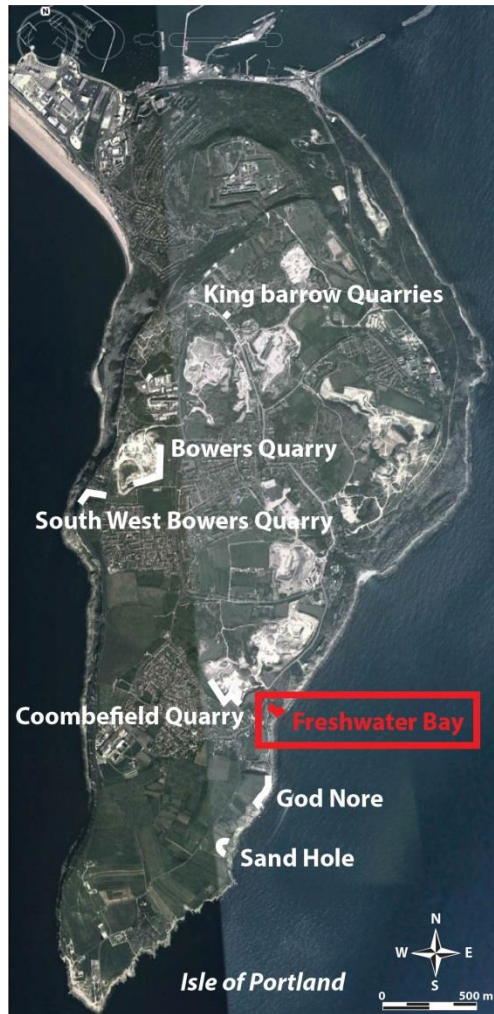 N
King barrow Quarries
Bowers Quarry
South West Bowers Quarry
Coombefield Quarry
Freshwater Bay
God Nore
Sand Hole
N
W E
S
Isle of Portland
0 500 m